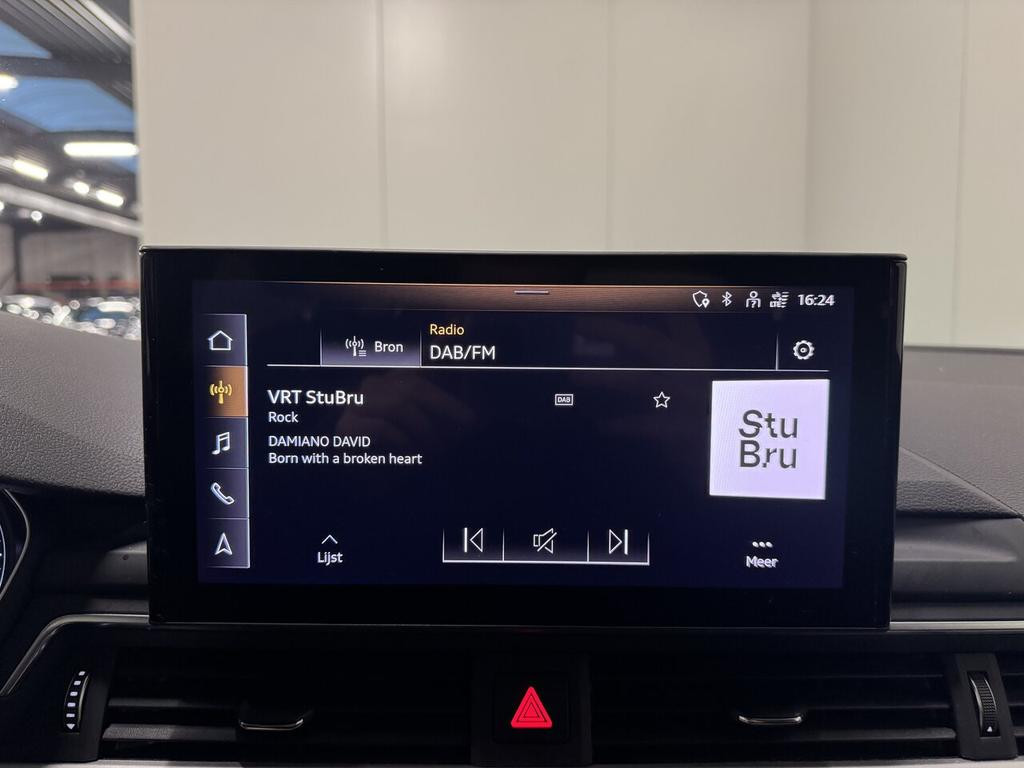 16:24
Radio
Bron
DAB/FM
VRT StuBru
DAB
Rock
DAMIANO DAVID
Born with a broken heart
Stu
Bru
Lijst
Meer